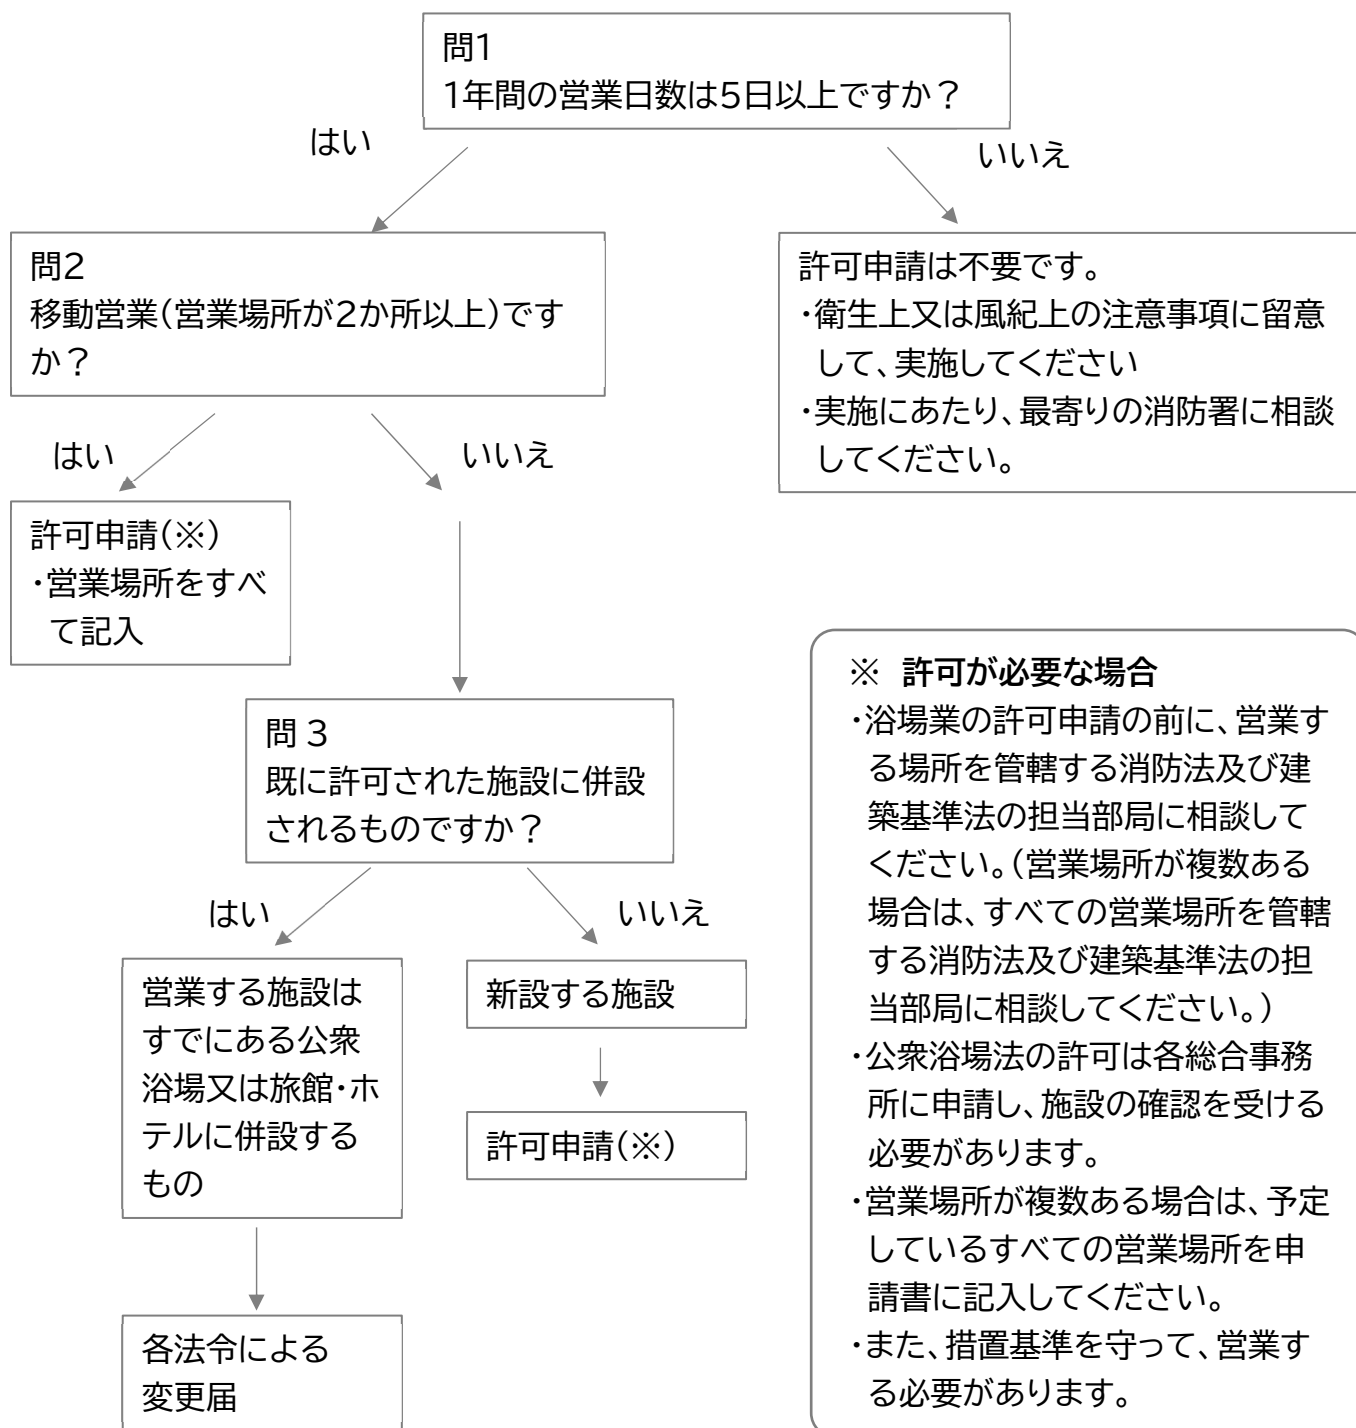 問1
1年間の営業日数は5日以上ですか？
はい
いいえ
問2
移動営業(営業場所が2か所以上)です
か？
許可申請は不要です。
・衛生上又は風紀上の注意事項に留意
して、実施してください
・実施にあたり、最寄りの消防署に相談
してください。
はい
いいえ
許可申請(※)
・営業場所をすべ
て記入
問３
既に許可された施設に併設
されるものですか？
はい
いいえ
営業する施設は
すでにある公衆
浴場又は旅館・ホ
テルに併設する
もの
新設する施設
許可申請(※)
各法令による
変更届
※ 許可が必要な場合
・浴場業の許可申請の前に、営業す
る場所を管轄する消防法及び建
築基準法の担当部局に相談して
ください。(営業場所が複数ある
場合は、すべての営業場所を管轄
する消防法及び建築基準法の担
当部局に相談してください。)
・公衆浴場法の許可は各総合事務
所に申請し、施設の確認を受ける
必要があります。
・営業場所が複数ある場合は、予定
しているすべての営業場所を申
請書に記入してください。
・また、措置基準を守って、営業す
る必要があります。